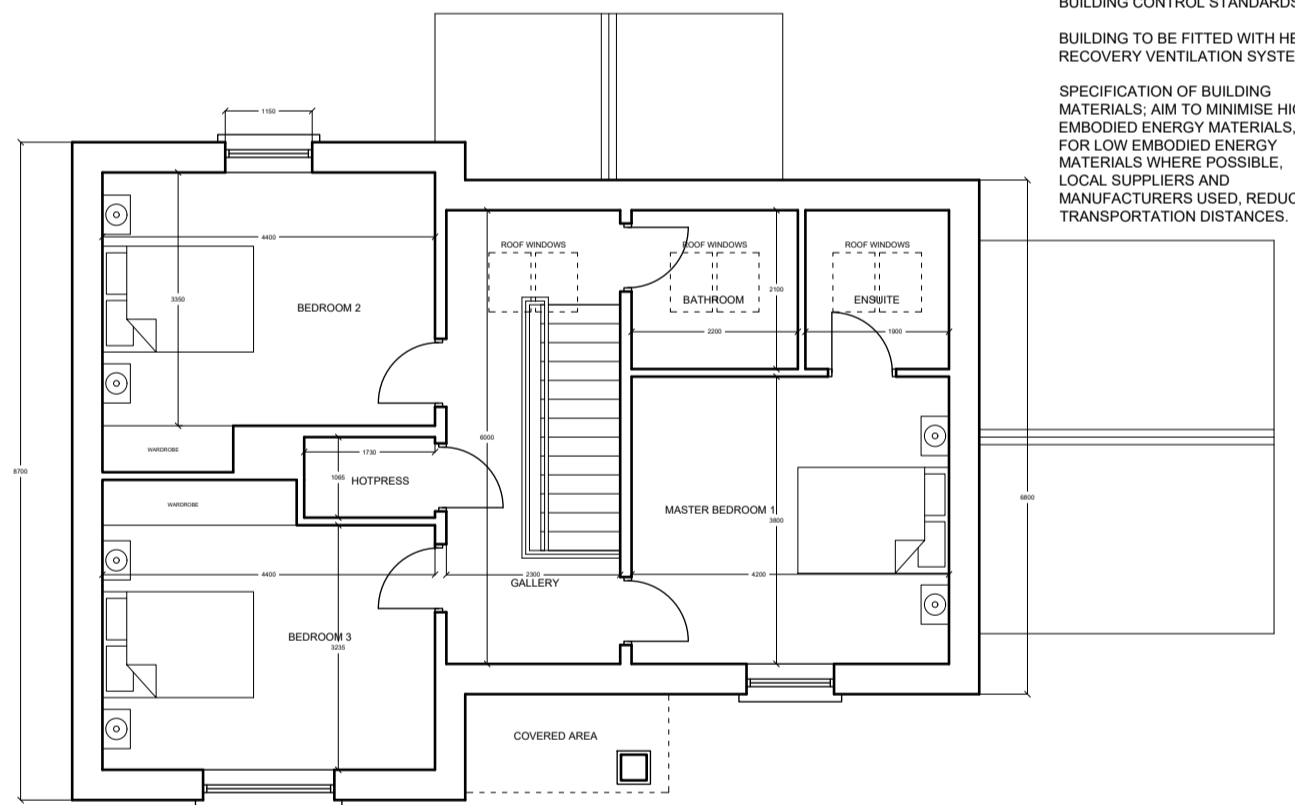 BUILDING CONTROL STANDARDS
BUILDING TO BE FITTED WITH HE
RECOVERY VENTILATION SYSTE
SPECIFICATION OF BUILDING
MATERIALS; AIM TO MINIMISE HIG
EMBODIED ENERGY MATERIALS,
FOR LOW EMBODIED ENERGY
MATERIALS WHERE POSSIBLE,
LOCAL SUPPLIERS AND
MANUFACTURERS USED, REDUC
TRANSPORTATION DISTANCES.
1150
4400
ROOF WINDOWS
ROOF WINDOWS
ROOF WINDOWS
3350
BEDROOM 2
BATHROOM
2100
ENSUITE
2200
1900
6000
WARDROBE
1730
1065
HOTPRESS
8700
WARDROBE
MASTER BEDROOM 1
3800
6800
4400
2300
4200
GALLERY
BEDROOM 3
3235
COVERED AREA